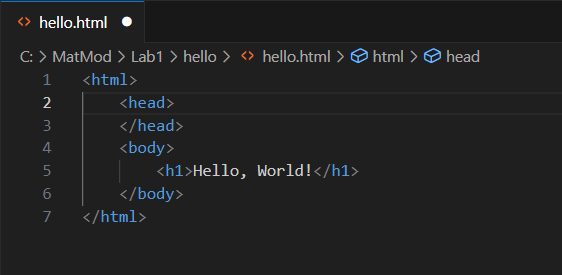 <> hello.html ●
C: > MatMod > Lab1 > hello > <> hello.html > html > head
1 <html>
2     <head>
3     </head>
4     <body>
5         <h1>Hello, World!</h1>
6     </body>
7 </html>